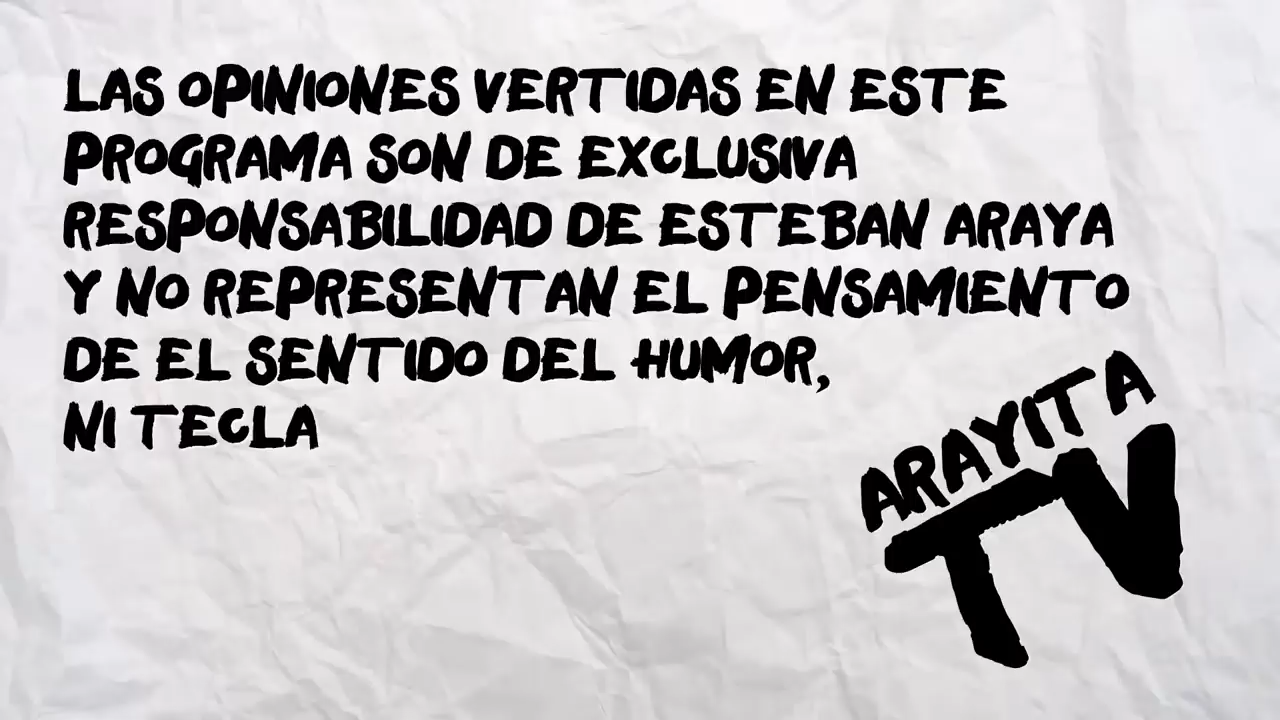 LAS OPINIONES VERTIDAS EN ESTE
PROGRAMA SON DE EXCLUSIVA
RESPONSABILIDAD DE ESTEBAN ARAYA
Y NO REPRESENTAN EL PENSAMIENTO
DE EL SENTIDO DEL HUMOR,
NI TECLA
ARAYITA
TV